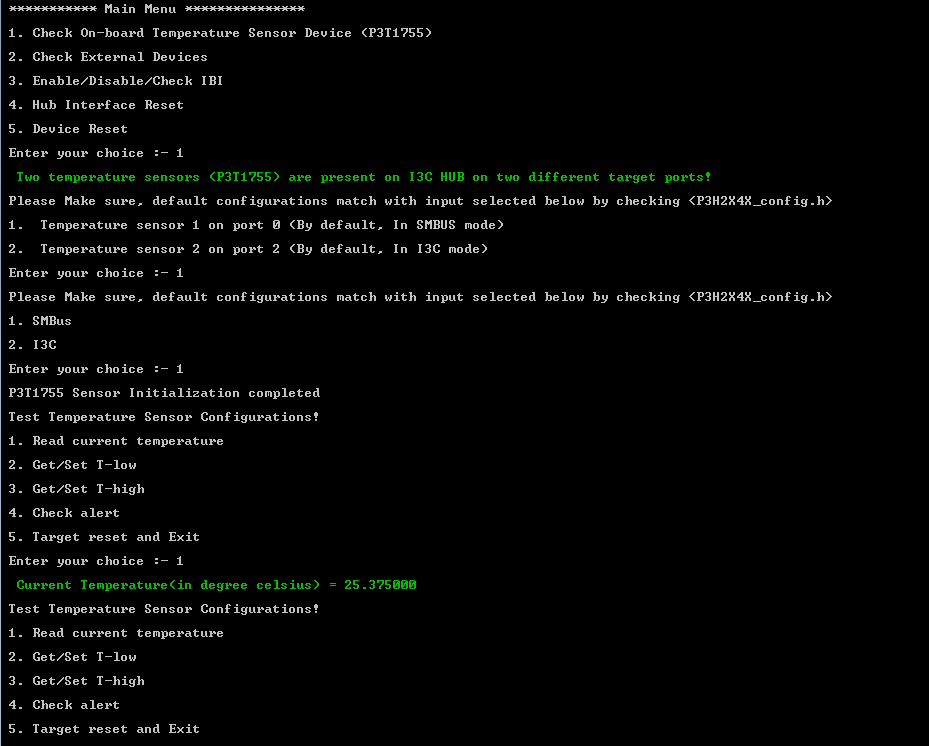 *********** Main Menu ***************
1. Check On-board Temperature Sensor Device (P3T1755)
2. Check External Devices
3. Enable/Disable/Check IBI
4. Hub Interface Reset
5. Device Reset
Enter your choice :- 1
Two temperature sensors (P3T1755) are present on I3C HUB on two different target ports!
Please Make sure, default configurations match with input selected below by checking <P3H2X4X_config.h>
1.  Temperature sensor 1 on port 0 (By default, In SMBUS mode)
2.  Temperature sensor 2 on port 2 (By default, In I3C mode)
Enter your choice :- 1
Please Make sure, default configurations match with input selected below by checking <P3H2X4X_config.h>
1. SMBus
2. I3C
Enter your choice :- 1
P3T1755 Sensor Initialization completed
Test Temperature Sensor Configurations!
1. Read current temperature
2. Get/Set T-low
3. Get/Set T-high
4. Check alert
5. Target reset and Exit
Enter your choice :- 1
Current Temperature(in degree celsius) = 25.375000
Test Temperature Sensor Configurations!
1. Read current temperature
2. Get/Set T-low
3. Get/Set T-high
4. Check alert
5. Target reset and Exit